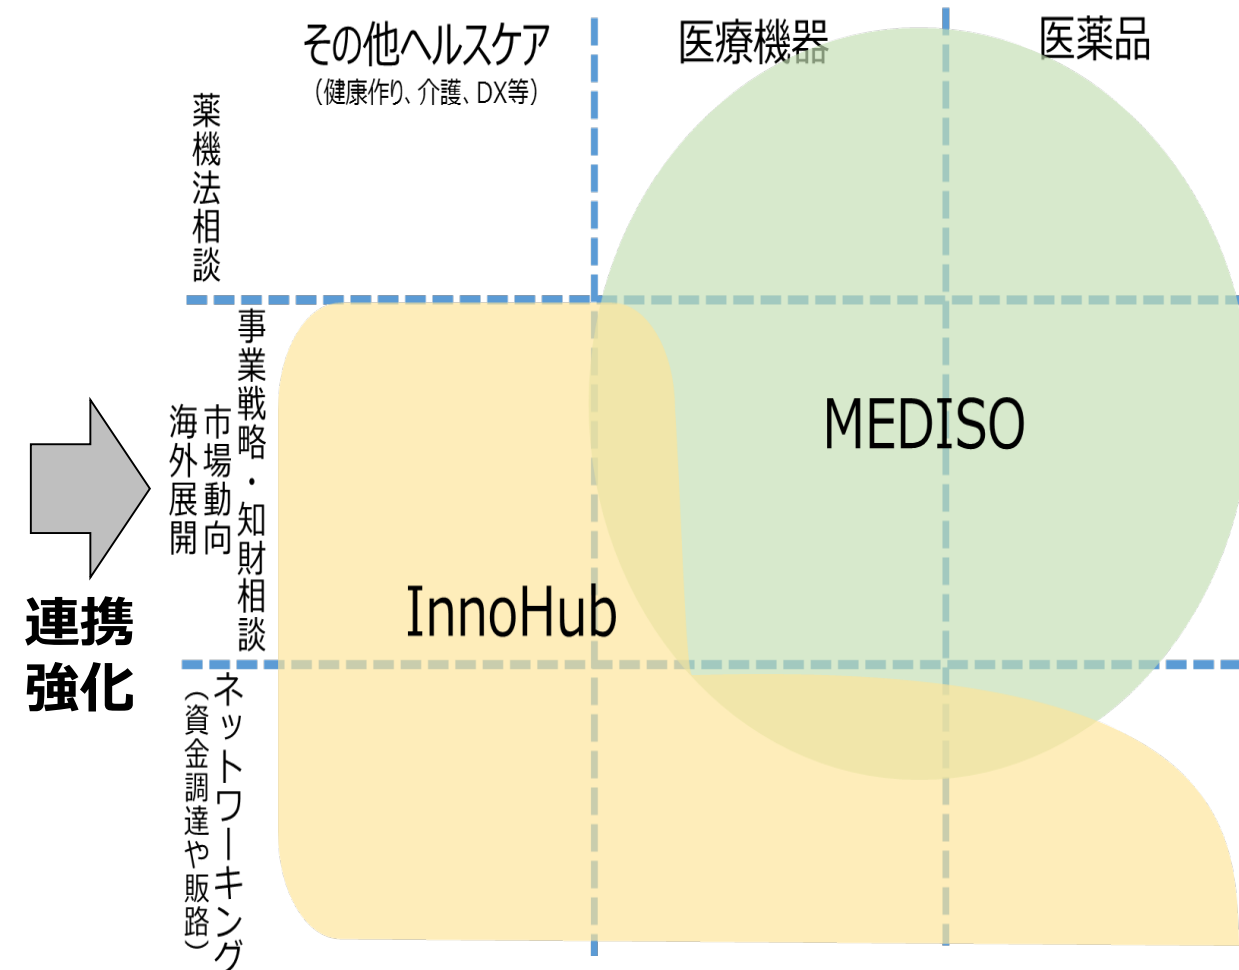 その他ヘルスケア
（健康作り、介護、DX等）
医療機器
医薬品
薬機法相談
事業戦略・知財相談
市場動向
海外展開
MEDISO
InnoHub
連携
強化
ネットワーキング
（資金調達や販路）